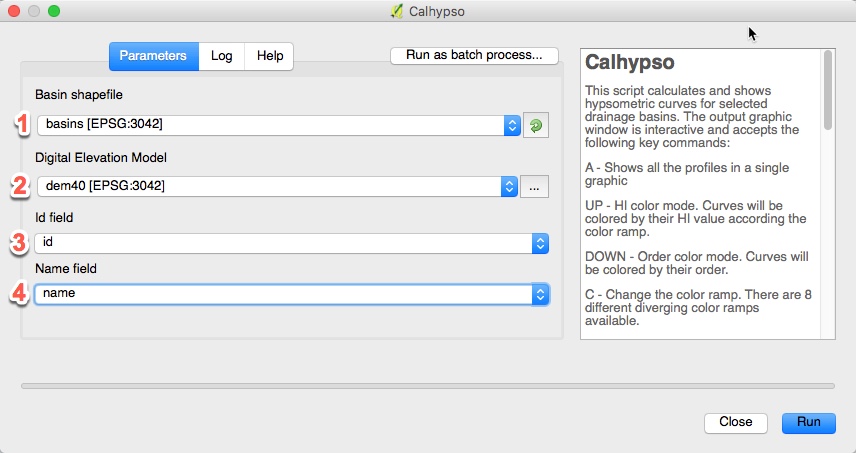 Calhypso
Parameters Log Help
Run as batch process...
Basin shapefile
1 basins [EPSG:3042]
Digital Elevation Model
2 dem40 [EPSG:3042] ...
Id field
3 id
Name field
4 name
Calhypso
This script calculates and shows
hypsometric curves for selected
drainage basins. The output graphic
window is interactive and accepts the
following key commands:
A - Shows all the profiles in a single
graphic
UP - HI color mode. Curves will be
colored by their HI value according the
color ramp.
DOWN - Order color mode. Curves will
be colored by their order.
C - Change the color ramp. There are 8
different diverging color ramps
available.
Close Run